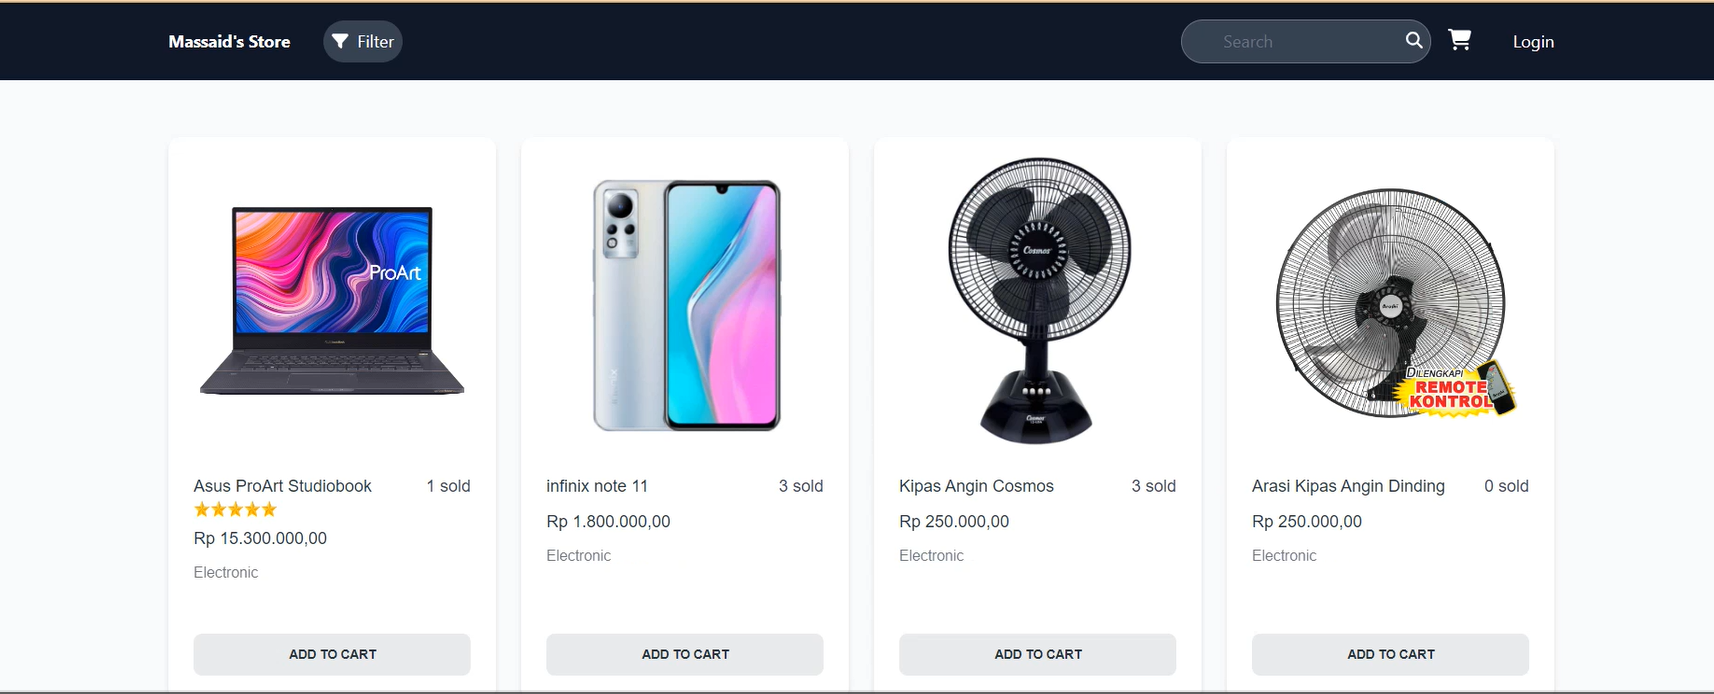 Massaid's Store
Filter
Search
Login
ProArt
Infinix
Cosmos
Cosmos
Arashi
DILENGKAPI
REMOTE
KONTROL
Asus ProArt Studiobook
1 sold
Rp 15.300.000,00
Electronic
ADD TO CART
infinix note 11
3 sold
Rp 1.800.000,00
Electronic
ADD TO CART
Kipas Angin Cosmos
3 sold
Rp 250.000,00
Electronic
ADD TO CART
Arasi Kipas Angin Dinding
0 sold
Rp 250.000,00
Electronic
ADD TO CART